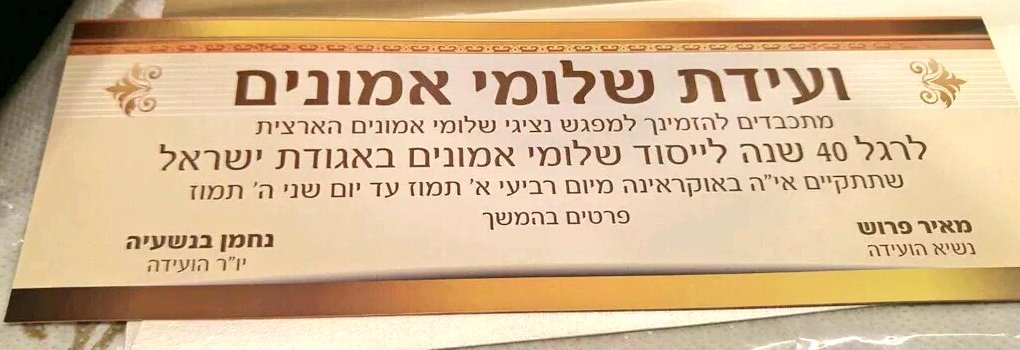 ועידת שלומי אמונים
מתכבדים להזמינך למפגש נציגי שלומי אמונים הארצית
לרגל 40 שנה לייסוד שלומי אמונים באגודת ישראל
שתתקיים אי"ה באוקראינה מיום רביעי א' תמוז עד יום שני ה' תמוז
פרטים בהמשך
מאיר פרוש
נשיא הועידה
נחמן בנשעיה
יו"ר הועידה